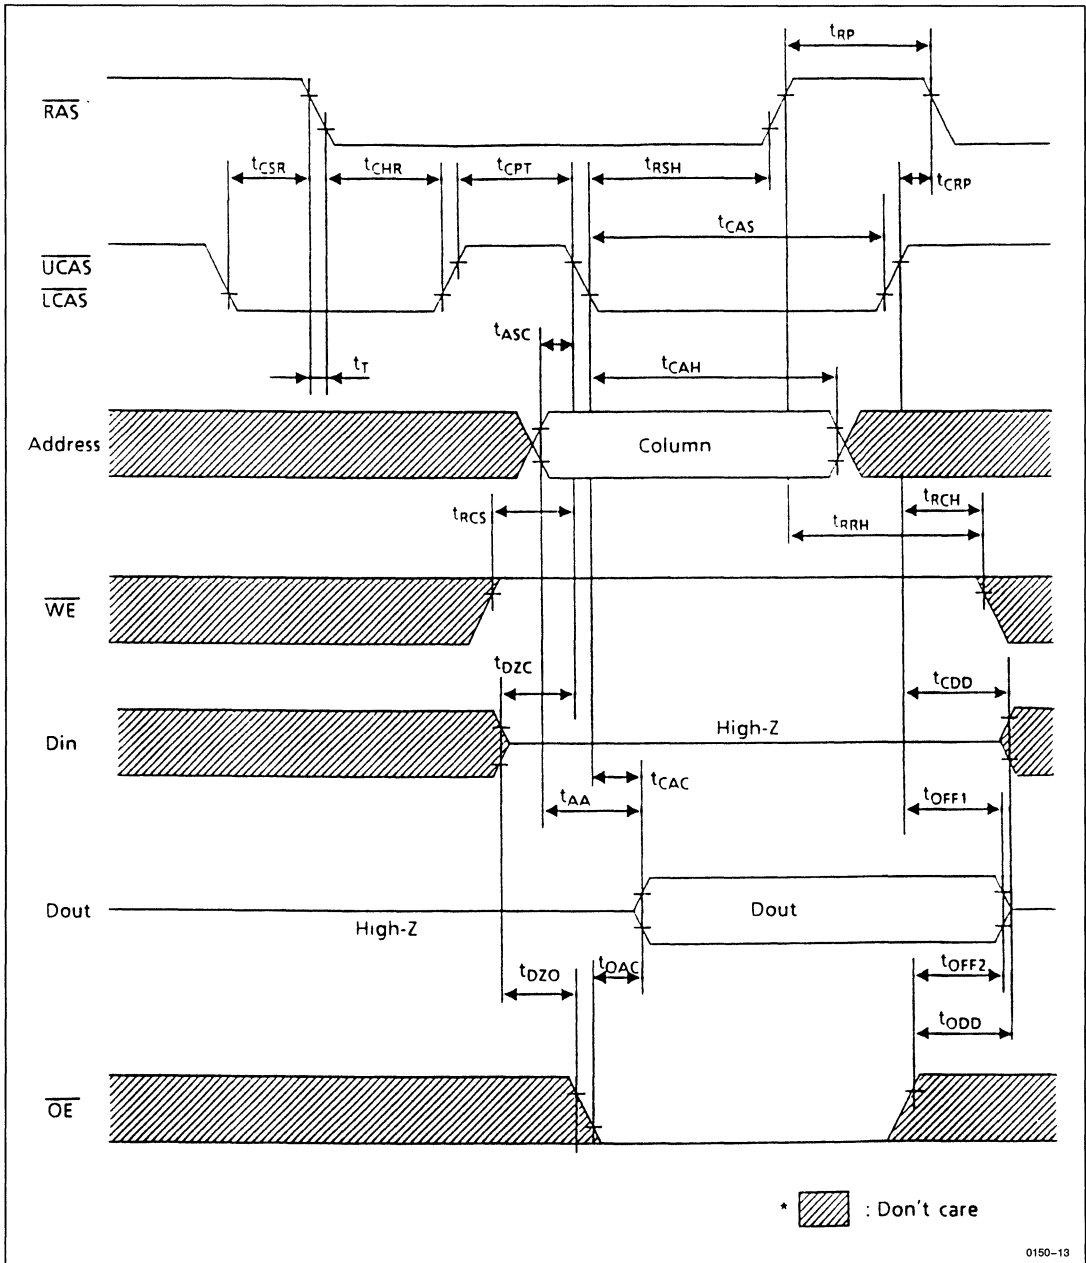 tRP
RAS
tCSR
tCHR
tCPT
tRSH
tCRP
tCAS
UCAS
LCAS
tASC
tT
tCAH
Address
Column
tRCS
tRCH
tRRH
WE
tDZC
tCDD
Din
High-Z
tCAC
tAA
tOFF1
Dout
High-Z
Dout
tDZO
tOAC
tOFF2
tODD
OE
* : Don't care
0150-13